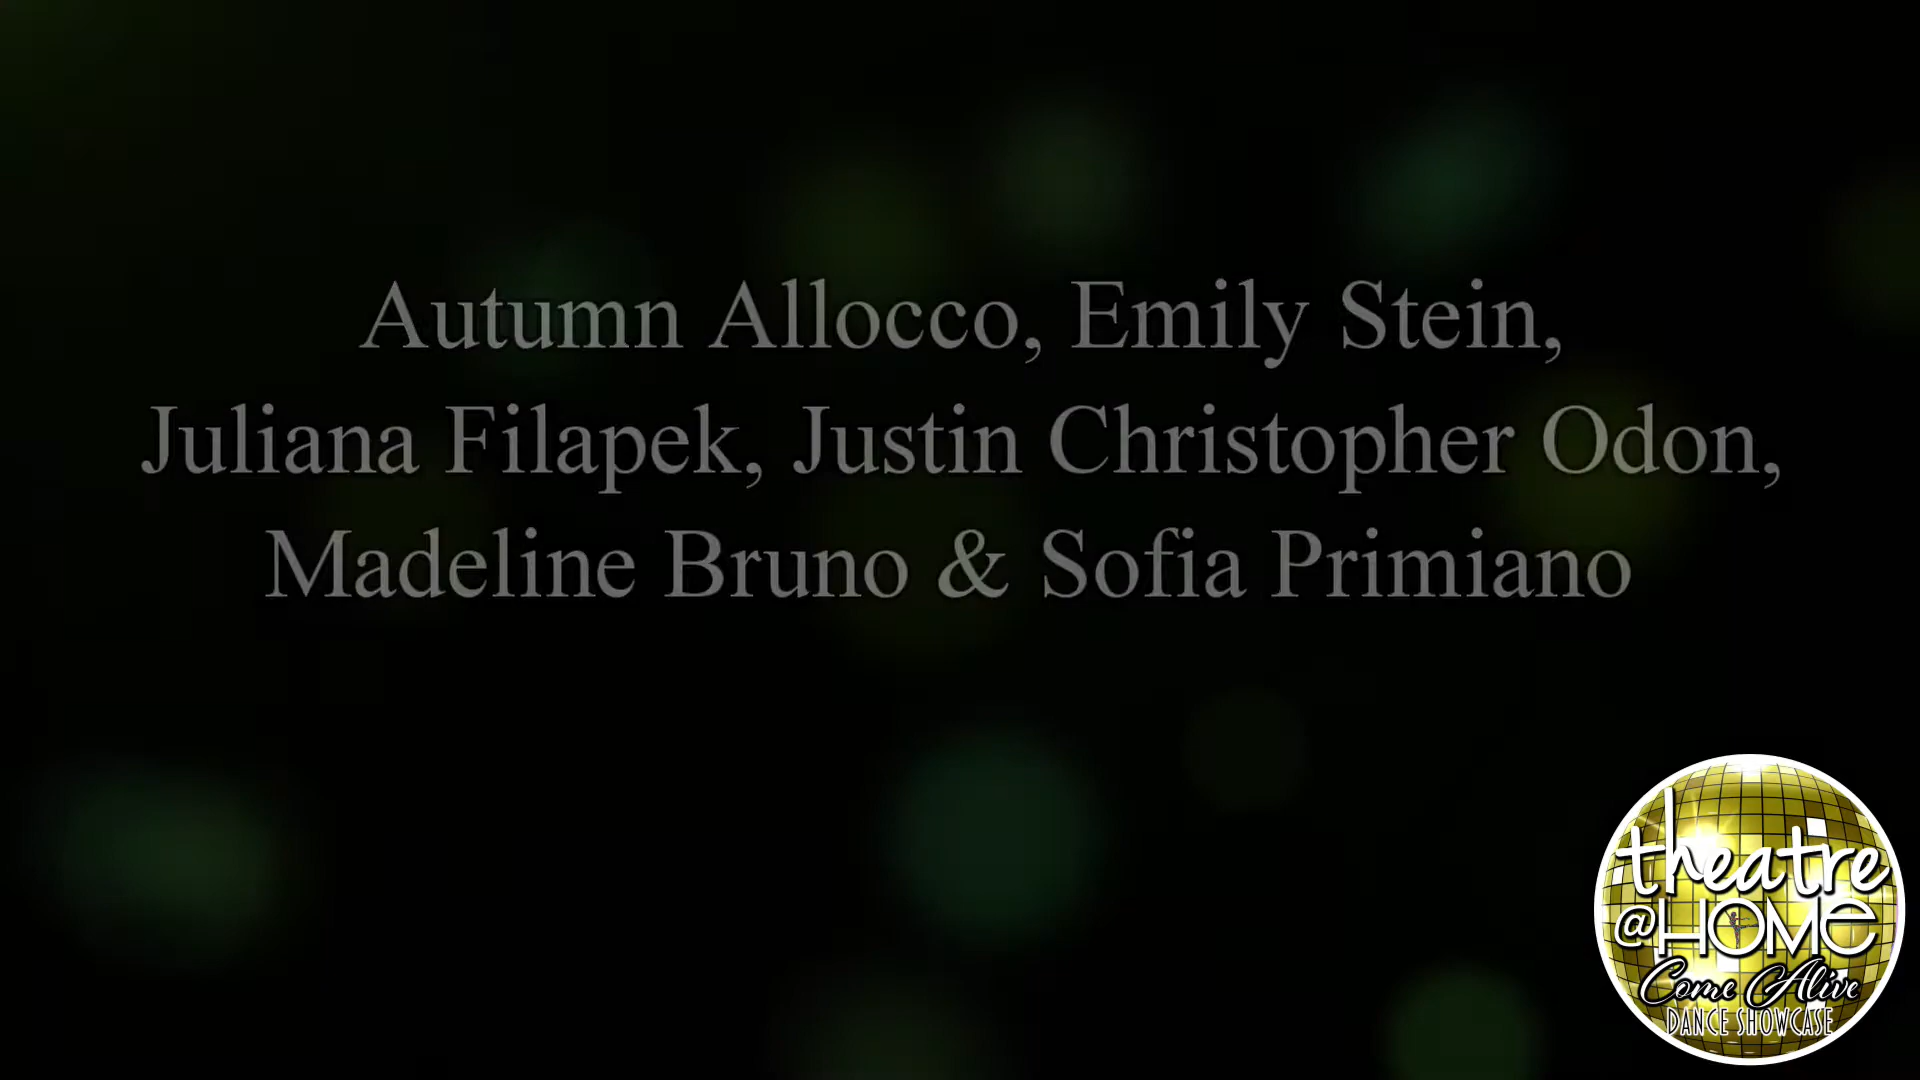 Autumn Allocco, Emily Stein,
Juliana Filapek, Justin Christopher Odon,
Madeline Bruno & Sofia Primiano
theatre
@HOME
Come Alive
DANCE SHOWCASE